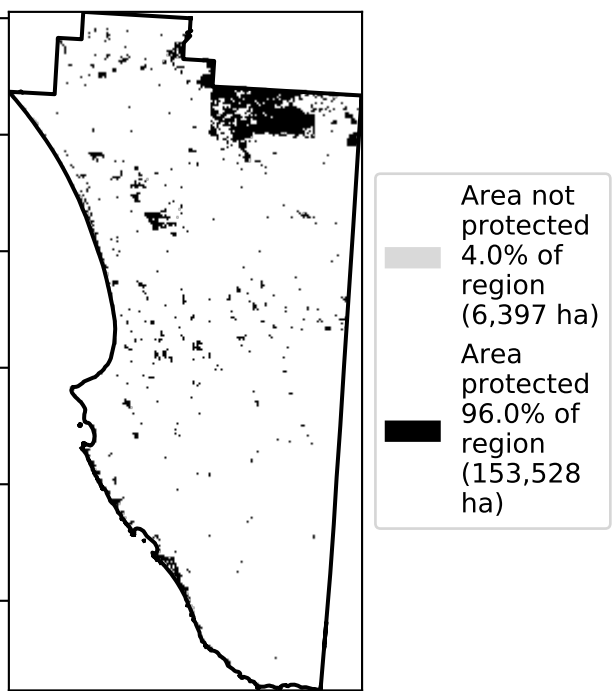 Area not
protected
4.0% of
region
(6,397 ha)
Area
protected
96.0% of
region
(153,528
ha)